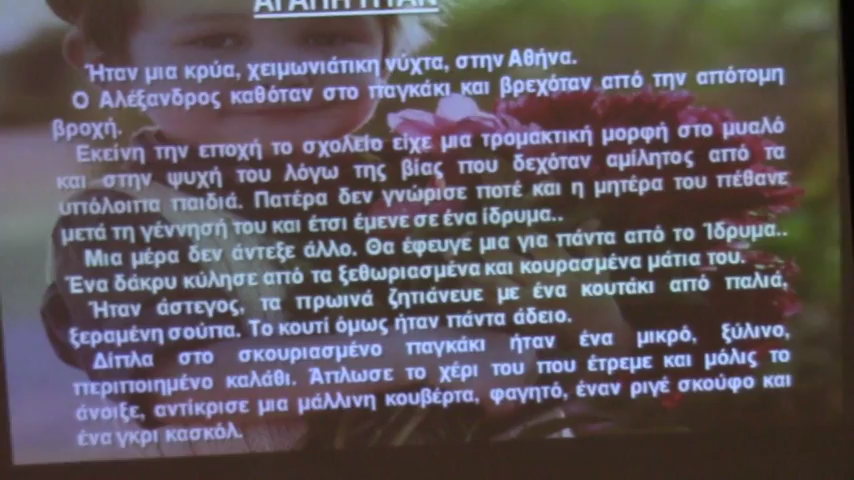 Ήταν μια κρύα, χειμωνιάτικη νύχτα, στην Αθήνα.
Ο Αλέξανδρος καθόταν στο παγκάκι και βρεχόταν από την απότομη
βροχή.
Εκείνη την εποχή το σχολείο είχε μια τρομακτική μορφή στο μυαλό
και στην ψυχή του λόγω της βίας που δεχόταν αμίλητος από τα
υπόλοιπα παιδιά. Πατέρα δεν γνώρισε ποτέ και η μητέρα του πέθανε
μετά τη γέννησή του και έτσι έμενε σε ένα ίδρυμα..
Μια μέρα δεν άντεξε άλλο. Θα έφευγε μια για πάντα από το Ίδρυμα..
Ένα δάκρυ κύλησε από τα ξεθωριασμένα και κουρασμένα μάτια του.
Ήταν άστεγος, τα πρωινά ζητιάνευε με ένα κουτάκι από παλιά,
ξεραμένη σούπα. Το κουτί όμως ήταν πάντα άδειο.
Δίπλα στο σκουριασμένο παγκάκι ήταν ένα μικρό, ξύλινο,
περιποιημένο καλάθι. Άπλωσε το χέρι του που έτρεμε και μόλις το
άνοιξε, αντίκρισε μια μάλλινη κουβέρτα, φαγητό, έναν ριγέ σκούφο και
ένα γκρι κασκόλ.